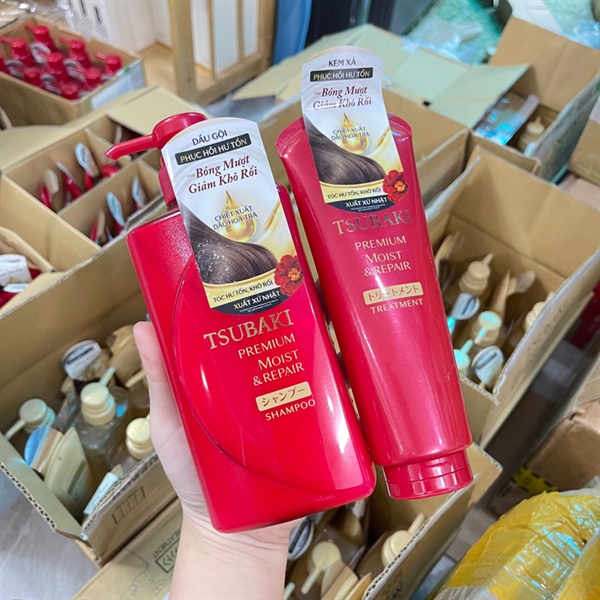 DẦU GỘI
PHỤC HỒI HƯ TỔN
Bóng Mượt
Giảm Khô Rối
CHIẾT XUẤT
DẦU HOA TRÀ
TÓC HƯ TỔN, KHÔ RỐI
XUẤT XỨ NHẬT
TSUBAKI
PREMIUM
MOIST
& REPAIR
シャンプー
SHAMPOO
KEM XẢ
PHỤC HỒI HƯ TỔN
Bóng Mượt
Giảm Khô Rối
CHIẾT XUẤT
DẦU HOA TRÀ
TÓC HƯ TỔN, KHÔ RỐI
XUẤT XỨ NHẬT
TSUBAKI
PREMIUM
MOIST
& REPAIR
トリートメント
TREATMENT